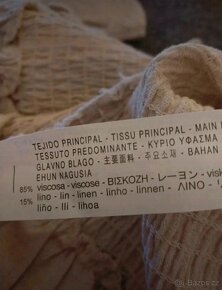 TEJIDO PRINCIPAL - TISSU PRINCIPAL - MAIN
TESSUTO PREDOMINANTE - ΚΥΡΙΟ ΥΦΑΣΜΑ
GLAVNO BLAGO - 主要面料 - 주요소재 - BAHAN
EHUN NAGUSIA
85% viscosa - viscose - ΒΙΣΚΟΖΗ - レーヨン - visk
15% lino - lin - linen - linho - linnen - ΛΙΝΟ
liño - lli - lihoa